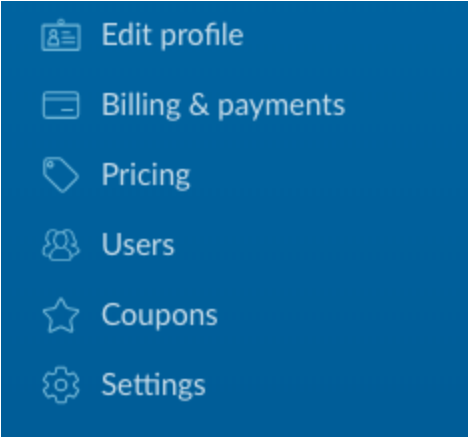 Edit profile
Billing & payments
Pricing
Users
Coupons
Settings